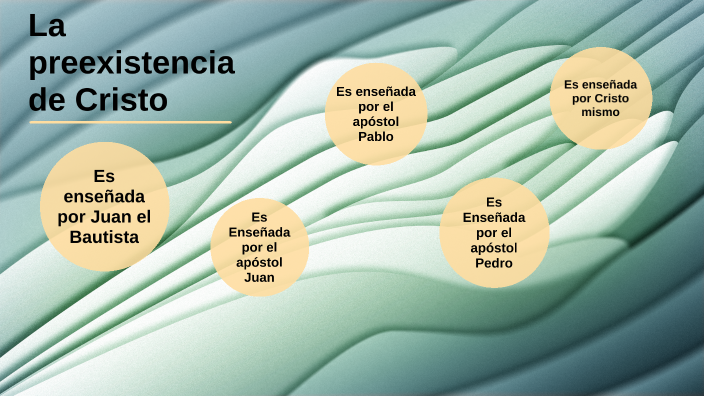 La
preexistencia
de Cristo
Es
enseñada
por Juan el
Bautista
Es
Enseñada
por el
apóstol
Juan
Es enseñada
por el
apóstol
Pablo
Es
Enseñada
por el
apóstol
Pedro
Es enseñada
por Cristo
mismo